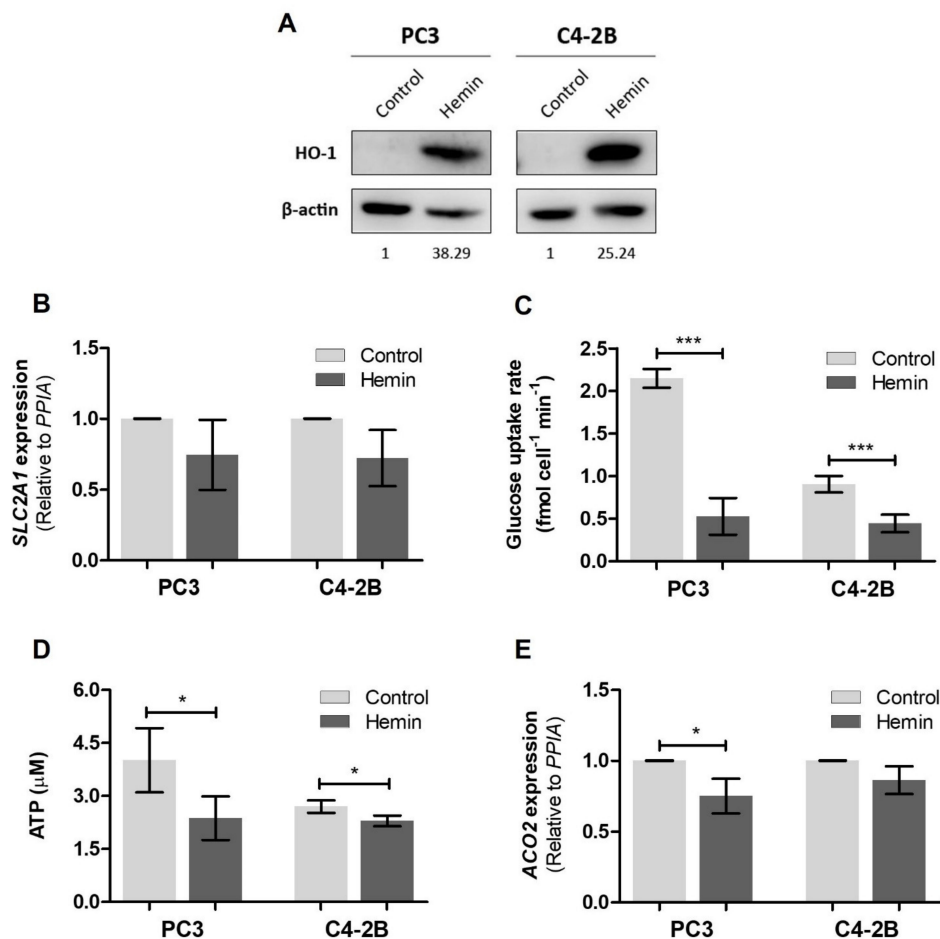 A
PC3 C4-2B
Control Hemin Control Hemin
HO-1
β-actin
1 38.29 1 25.24
B
SLC2A1 expression
(Relative to PPIA)
1.5
1.0
0.5
0.0
Control
Hemin
PC3 C4-2B
C
Glucose uptake rate
(fmol cell⁻¹ min⁻¹)
2.5
2.0
1.5
1.0
0.5
0.0
***
***
Control
Hemin
PC3 C4-2B
D
ATP (μM)
6.0
4.5
3.0
1.5
0.0
*
*
Control
Hemin
PC3 C4-2B
E
ACO2 expression
(Relative to PPIA)
1.5
1.0
0.5
0.0
*
Control
Hemin
PC3 C4-2B